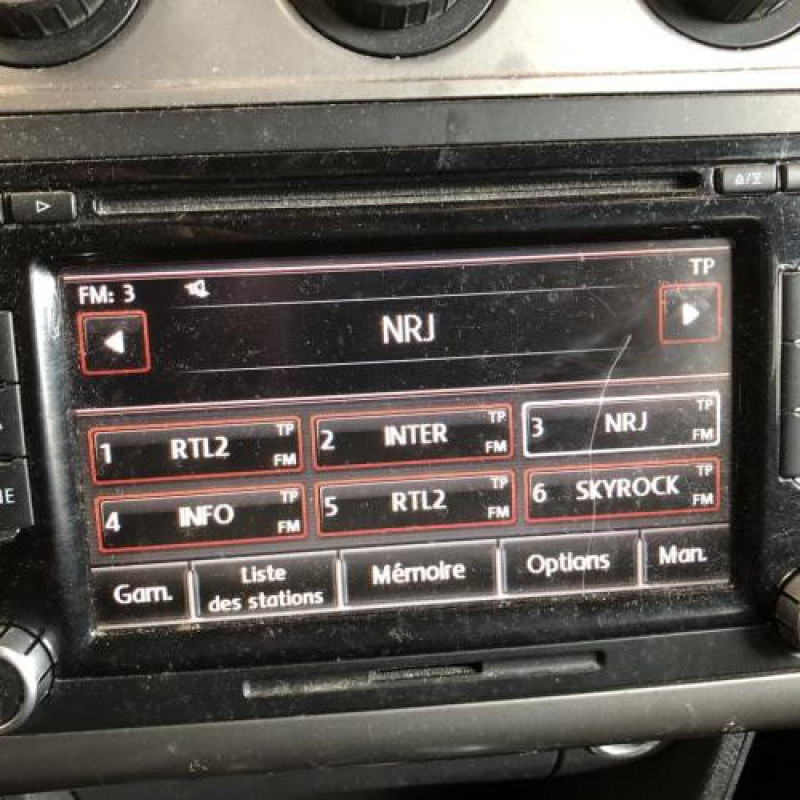 FM: 3
TP
NRJ
1 RTL2 TP FM
2 INTER TP FM
3 NRJ TP FM
4 INFO TP FM
5 RTL2 TP FM
6 SKYROCK TP FM
Gam.
Liste
des stations
Mémoire
Options
Man.